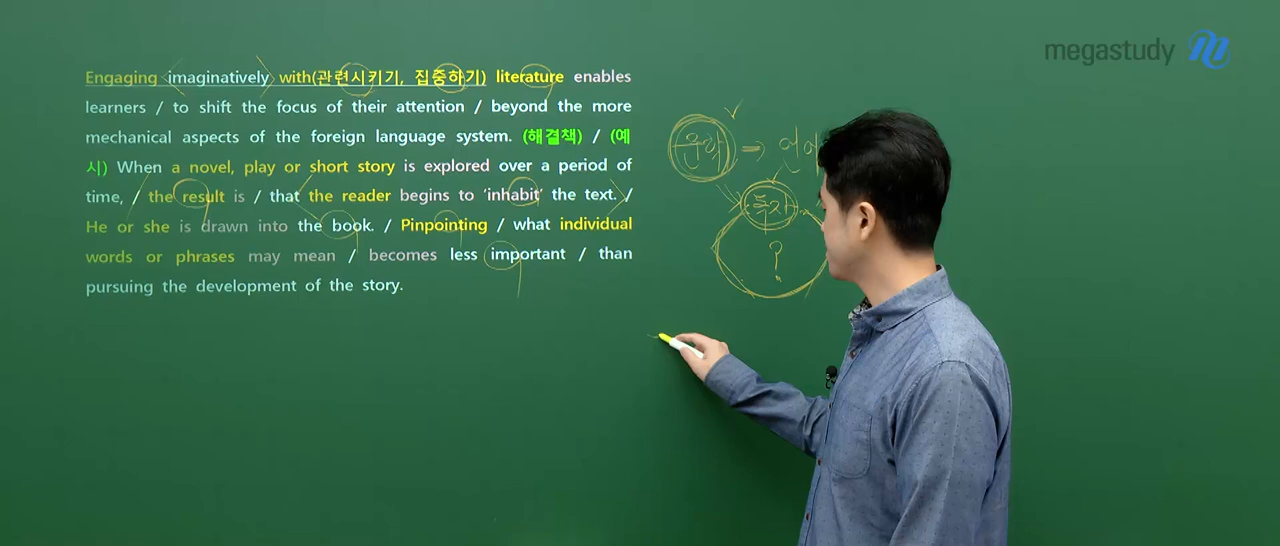 megastudy
Engaging imaginatively with(관련시키기, 집중하기) literature enables
learners / to shift the focus of their attention / beyond the more
mechanical aspects of the foreign language system. (해결책) / (예
시) When a novel, play or short story is explored over a period of
time, / the result is / that the reader begins to 'inhabit' the text. /
He or she is drawn into the book. / Pinpointing / what individual
words or phrases may mean / becomes less important / than
pursuing the development of the story.
문학 ⇒ 언어
독자
?